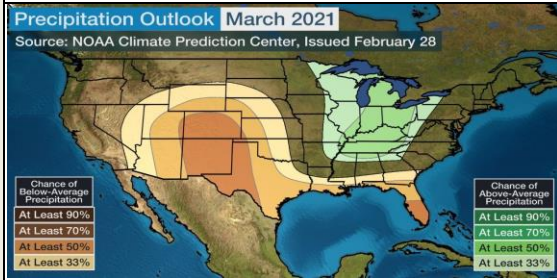 Precipitation Outlook March 2021
Source: NOAA Climate Prediction Center, Issued February 28
Chance of
Below-Average
Precipitation
At Least 90%
At Least 70%
At Least 50%
At Least 33%
Chance of
Above-Average
Precipitation
At Least 90%
At Least 70%
At Least 50%
At Least 33%